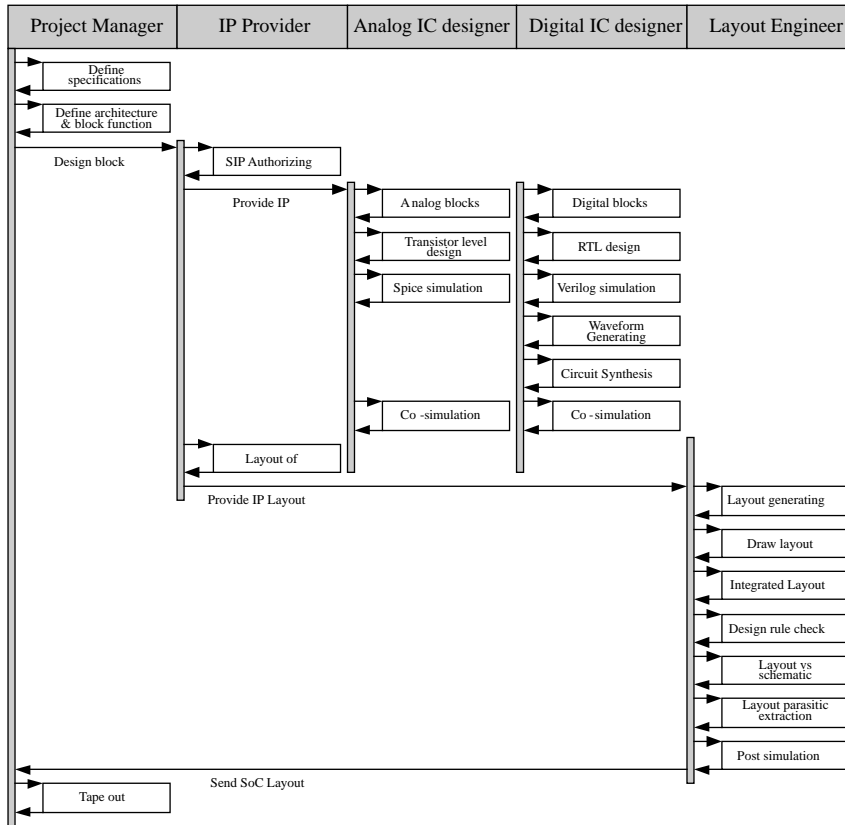 Project Manager
IP Provider
Analog IC designer
Digital IC designer
Layout Engineer
Define
specifications
Define architecture
& block function
Design block
SIP Authorizing
Provide IP
Analog blocks
Digital blocks
Transistor level
design
RTL design
Spice simulation
Verilog simulation
Waveform
Generating
Circuit Synthesis
Co -simulation
Co - simulation
Layout of
Provide IP Layout
Layout generating
Draw layout
Integrated Layout
Design rule check
Layout vs
schematic
Layout parasitic
extraction
Post simulation
Send SoC Layout
Tape out